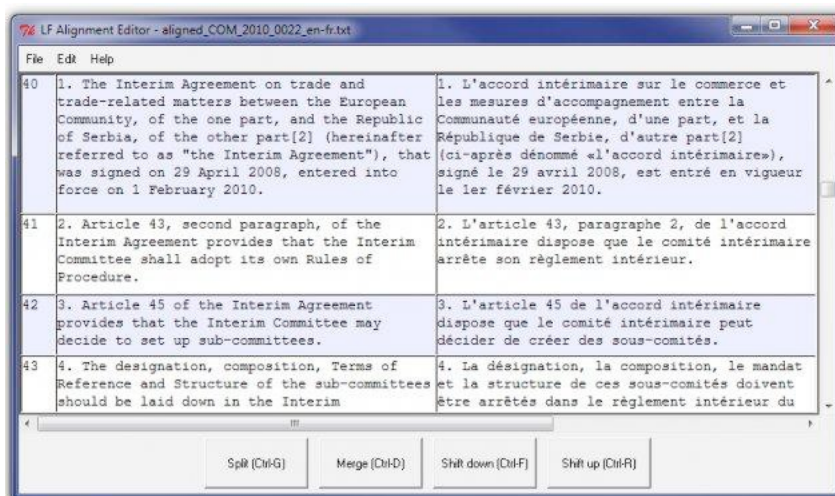 LF Alignment Editor - aligned_COM_2010_0022_en-fr.txt
File Edit Help
40
1. The Interim Agreement on trade and
trade-related matters between the European
Community, of the one part, and the Republic
of Serbia, of the other part[2] (hereinafter
referred to as "the Interim Agreement"), that
was signed on 29 April 2008, entered into
force on 1 February 2010.
1. L'accord intérimaire sur le commerce et
les mesures d'accompagnement entre la
Communauté européenne, d'une part, et la
République de Serbie, d'autre part[2]
(ci-après dénommé «l'accord intérimaire»),
signé le 29 avril 2008, est entré en vigueur
le 1er février 2010.
41
2. Article 43, second paragraph, of the
Interim Agreement provides that the Interim
Committee shall adopt its own Rules of
Procedure.
2. L'article 43, paragraphe 2, de l'accord
intérimaire dispose que le comité intérimaire
arrête son règlement intérieur.
42
3. Article 45 of the Interim Agreement
provides that the Interim Committee may
decide to set up sub-committees.
3. L'article 45 de l'accord intérimaire
dispose que le comité intérimaire peut
décider de créer des sous-comités.
43
4. The designation, composition, Terms of
Reference and Structure of the sub-committees
should be laid down in the Interim
4. La désignation, la composition, le mandat
et la structure de ces sous-comités doivent
être arrêtés dans le règlement intérieur du
Split (Ctrl-G) Merge (Ctrl-D) Shift down (Ctrl-F) Shift up (Ctrl-R)